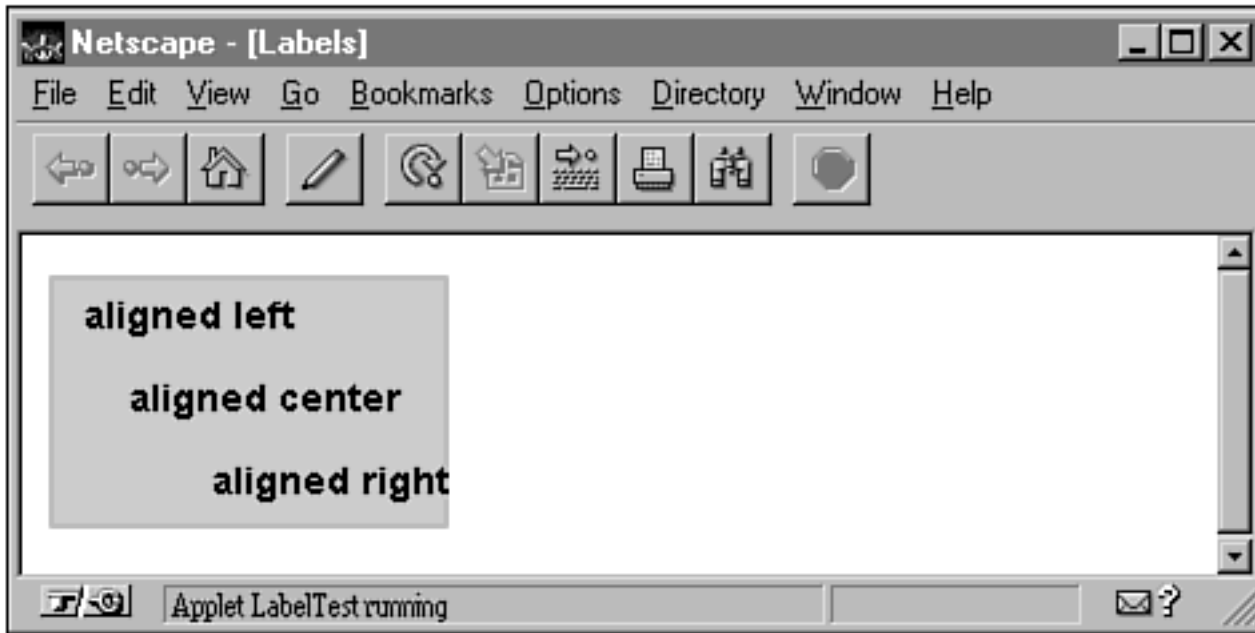 Netscape - [Labels]
File Edit View Go Bookmarks Options Directory Window Help
aligned left
aligned center
aligned right
Applet LabelTest running